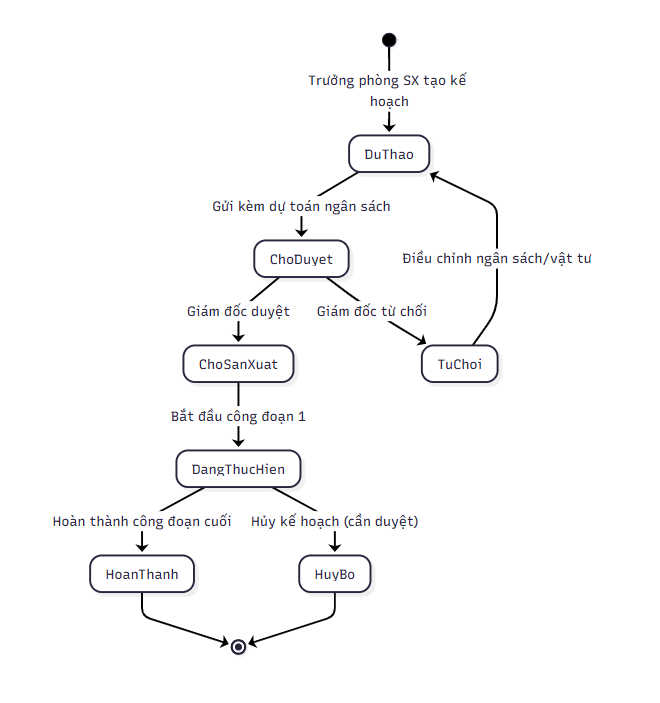 Trưởng phòng SX tạo kế
hoạch
DuThao
Gửi kèm dự toán ngân sách
ChoDuyet
Điều chỉnh ngân sách/vật tư
Giám đốc duyệt
Giám đốc từ chối
ChoSanXuat
TuChoi
Bắt đầu công đoạn 1
DangThucHien
Hoàn thành công đoạn cuối
Hủy kế hoạch (cần duyệt)
HoanThanh
HuyBo